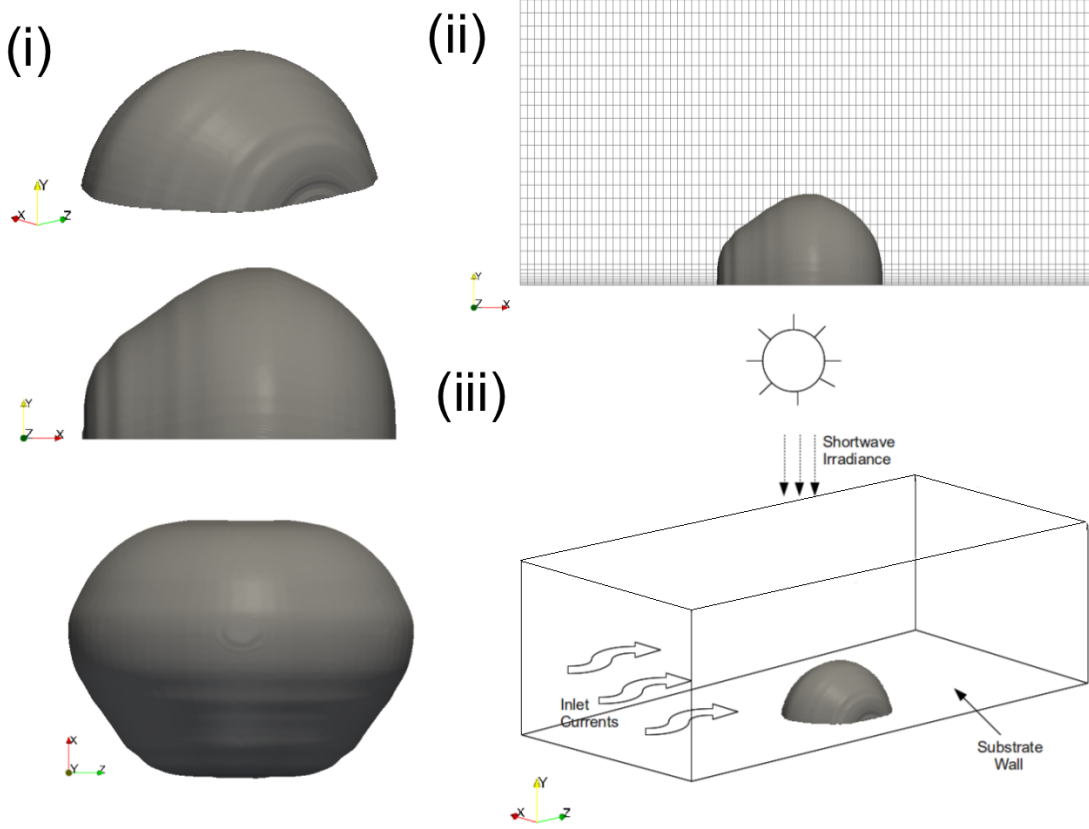 (i)
Y
X
Z
Y
Z
X
X
Y
Z
(ii)
Y
Z
X
(iii)
Shortwave
Irradiance
Inlet
Currents
Substrate
Wall
Y
X
Z